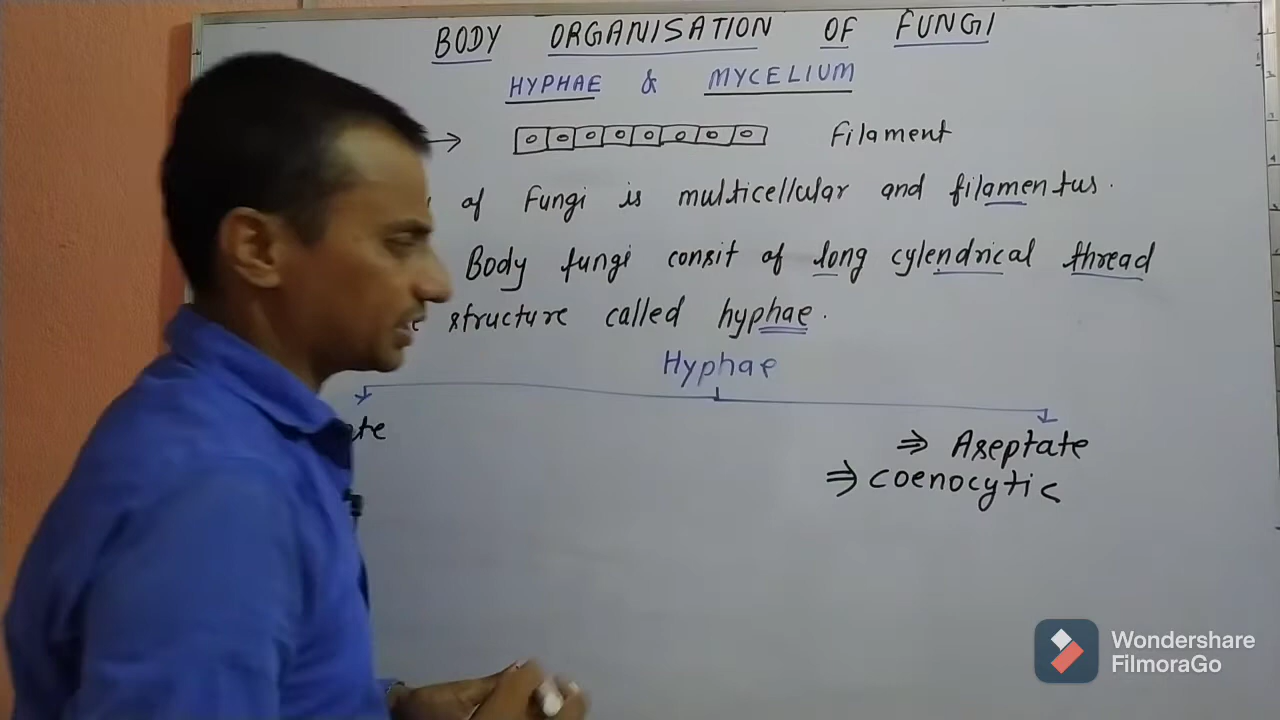 BODY ORGANISATION OF FUNGI
HYPHAE & MYCELIUM
→ Filament
of Fungi is multicellular and filamentus.
Body fungi consit of long cylendrical thread
structure called hyphae.
Hyphae
⇒ Aseptate
⇒ coenocytic
Wondershare
FilmoraGo